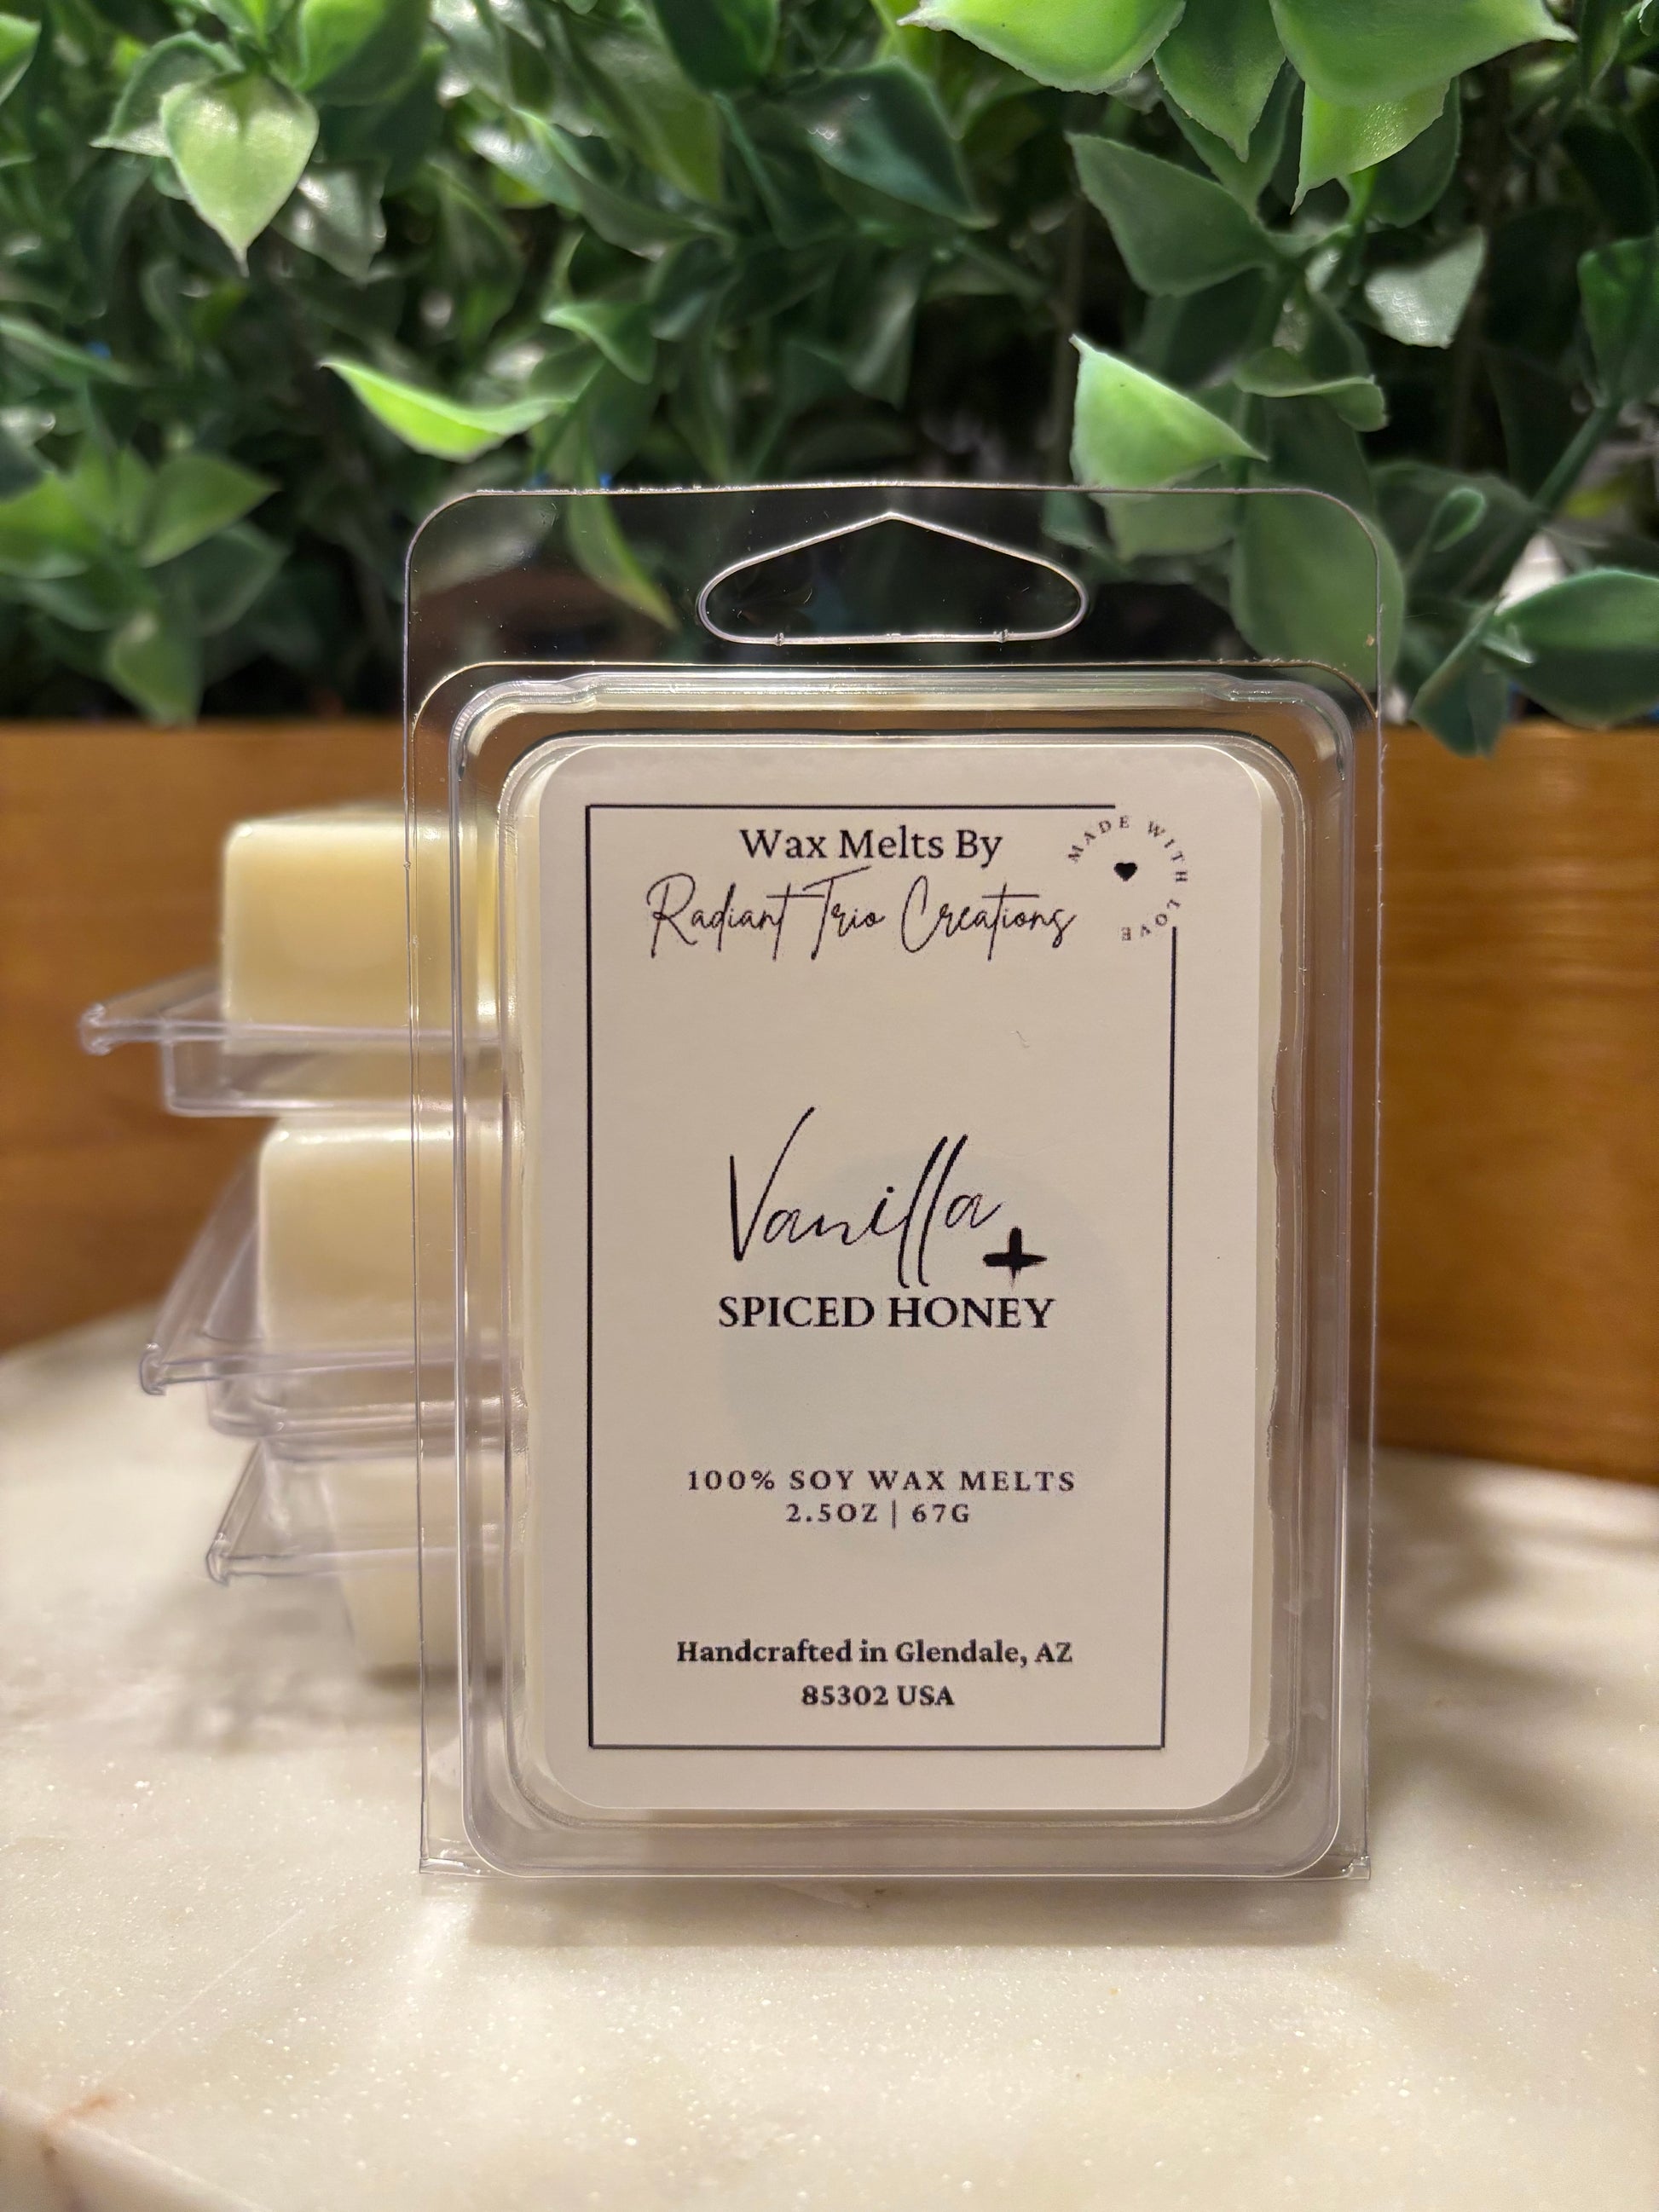 Wax Melts By
Radiant Trio Creations
MADE WITH LOVE
Vanilla +
SPICED HONEY
100% SOY WAX MELTS
2.5OZ | 67G
Handcrafted in Glendale, AZ
85302 USA